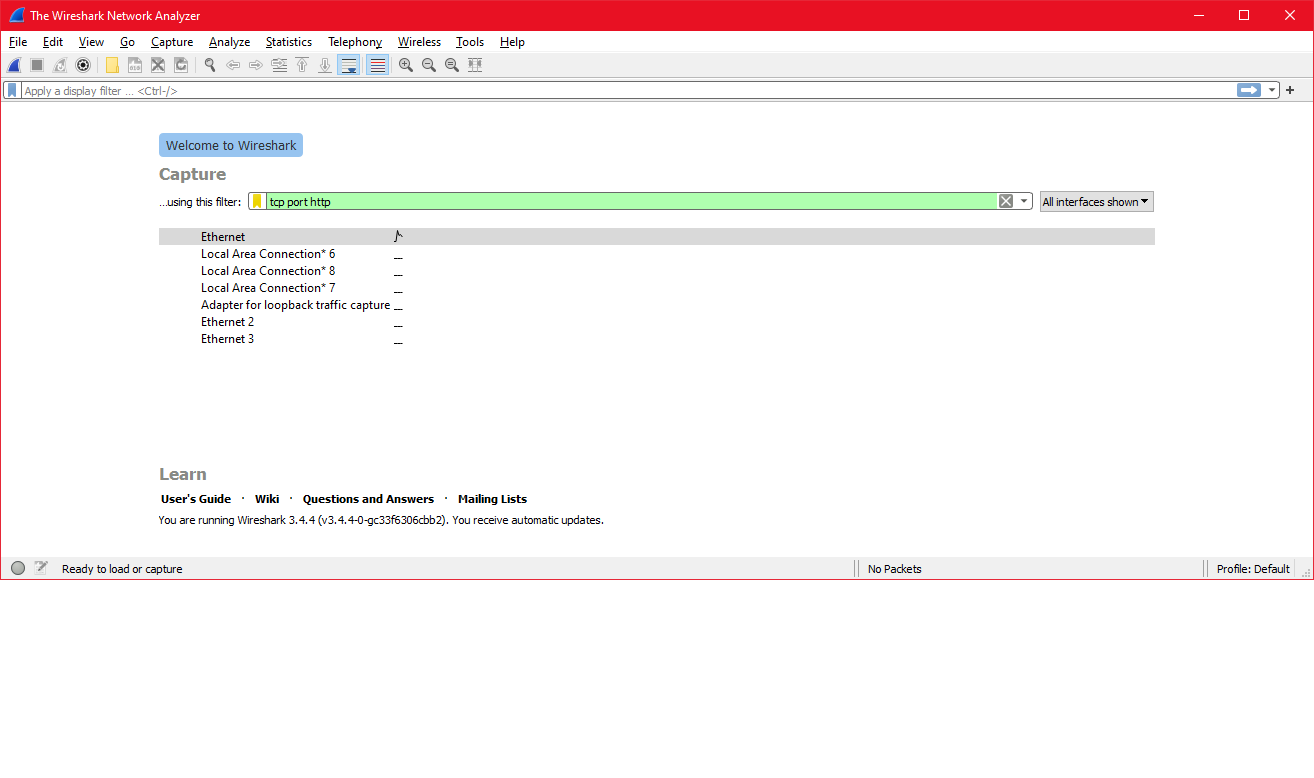 The Wireshark Network Analyzer
File Edit View Go Capture Analyze Statistics Telephony Wireless Tools Help
Apply a display filter ... <Ctrl-/>
Welcome to Wireshark
Capture
...using this filter: tcp port http All interfaces shown
Ethernet
Local Area Connection* 6
Local Area Connection* 8
Local Area Connection* 7
Adapter for loopback traffic capture
Ethernet 2
Ethernet 3
Learn
User's Guide · Wiki · Questions and Answers · Mailing Lists
You are running Wireshark 3.4.4 (v3.4.4-0-gc33f6306cbb2). You receive automatic updates.
Ready to load or capture No Packets Profile: Default